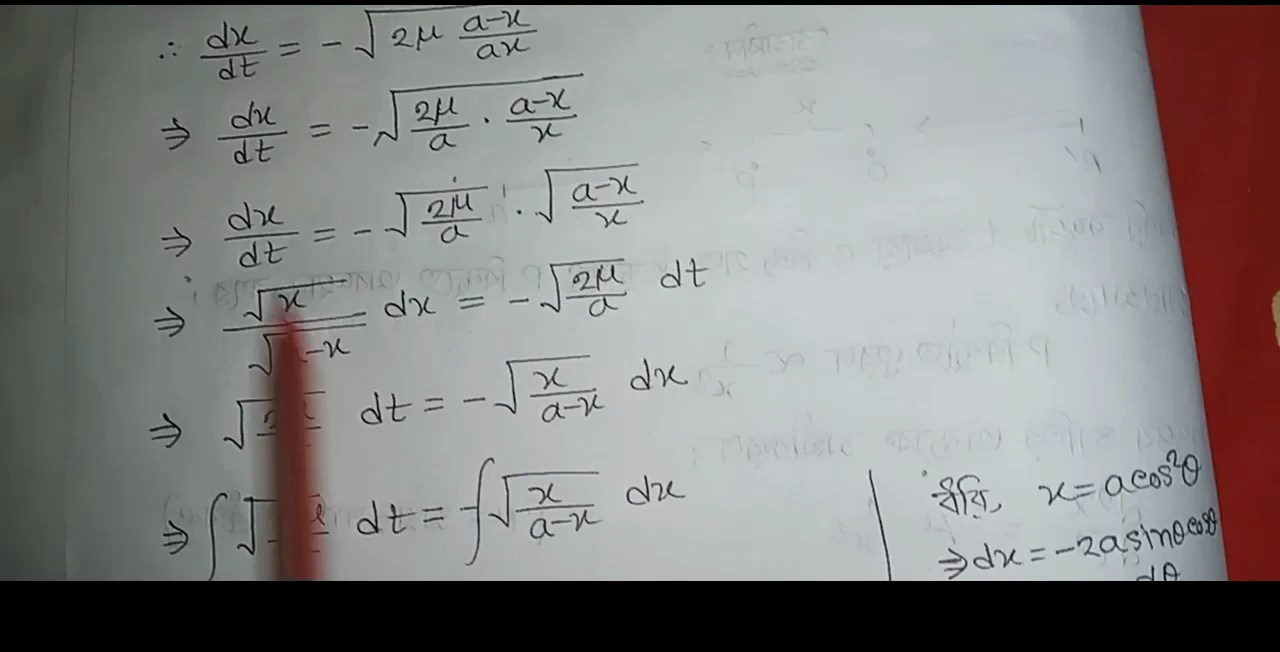 ∴ dx/dt = - √(2μ (a-x)/(ax))
⇒ dx/dt = - √(2μ/a · (a-x)/x)
⇒ dx/dt = - √(2μ/a) · √((a-x)/x)
⇒ √x/√( -x) dx = - √(2μ/a) dt
⇒ √ dt = - √(x/(a-x)) dx
⇒ ∫ √ dt = - ∫ √(x/(a-x)) dx
ধরি, x = a cos²θ
⇒ dx = -2a sinθ cosθ
dθ